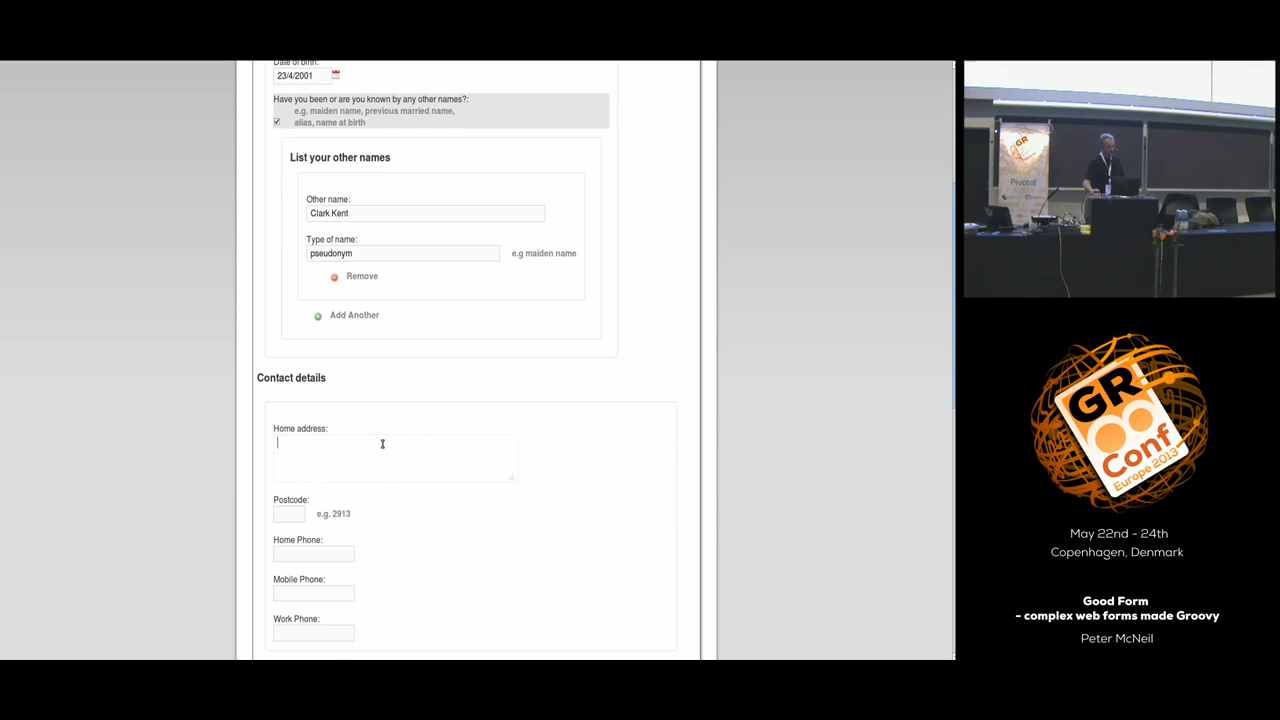 Date of birth:
23/4/2001
Have you been or are you known by any other names?:
e.g. maiden name, previous married name,
alias, name at birth
List your other names
Other name:
Clark Kent
Type of name:
pseudonym
e.g maiden name
Remove
Add Another
Contact details
Home address:
Postcode:
e.g. 2913
Home Phone:
Mobile Phone:
Work Phone:
GR
Pivotal
GR
Conf
Europe 2013
May 22nd - 24th
Copenhagen, Denmark
Good Form
- complex web forms made Groovy
Peter McNeil